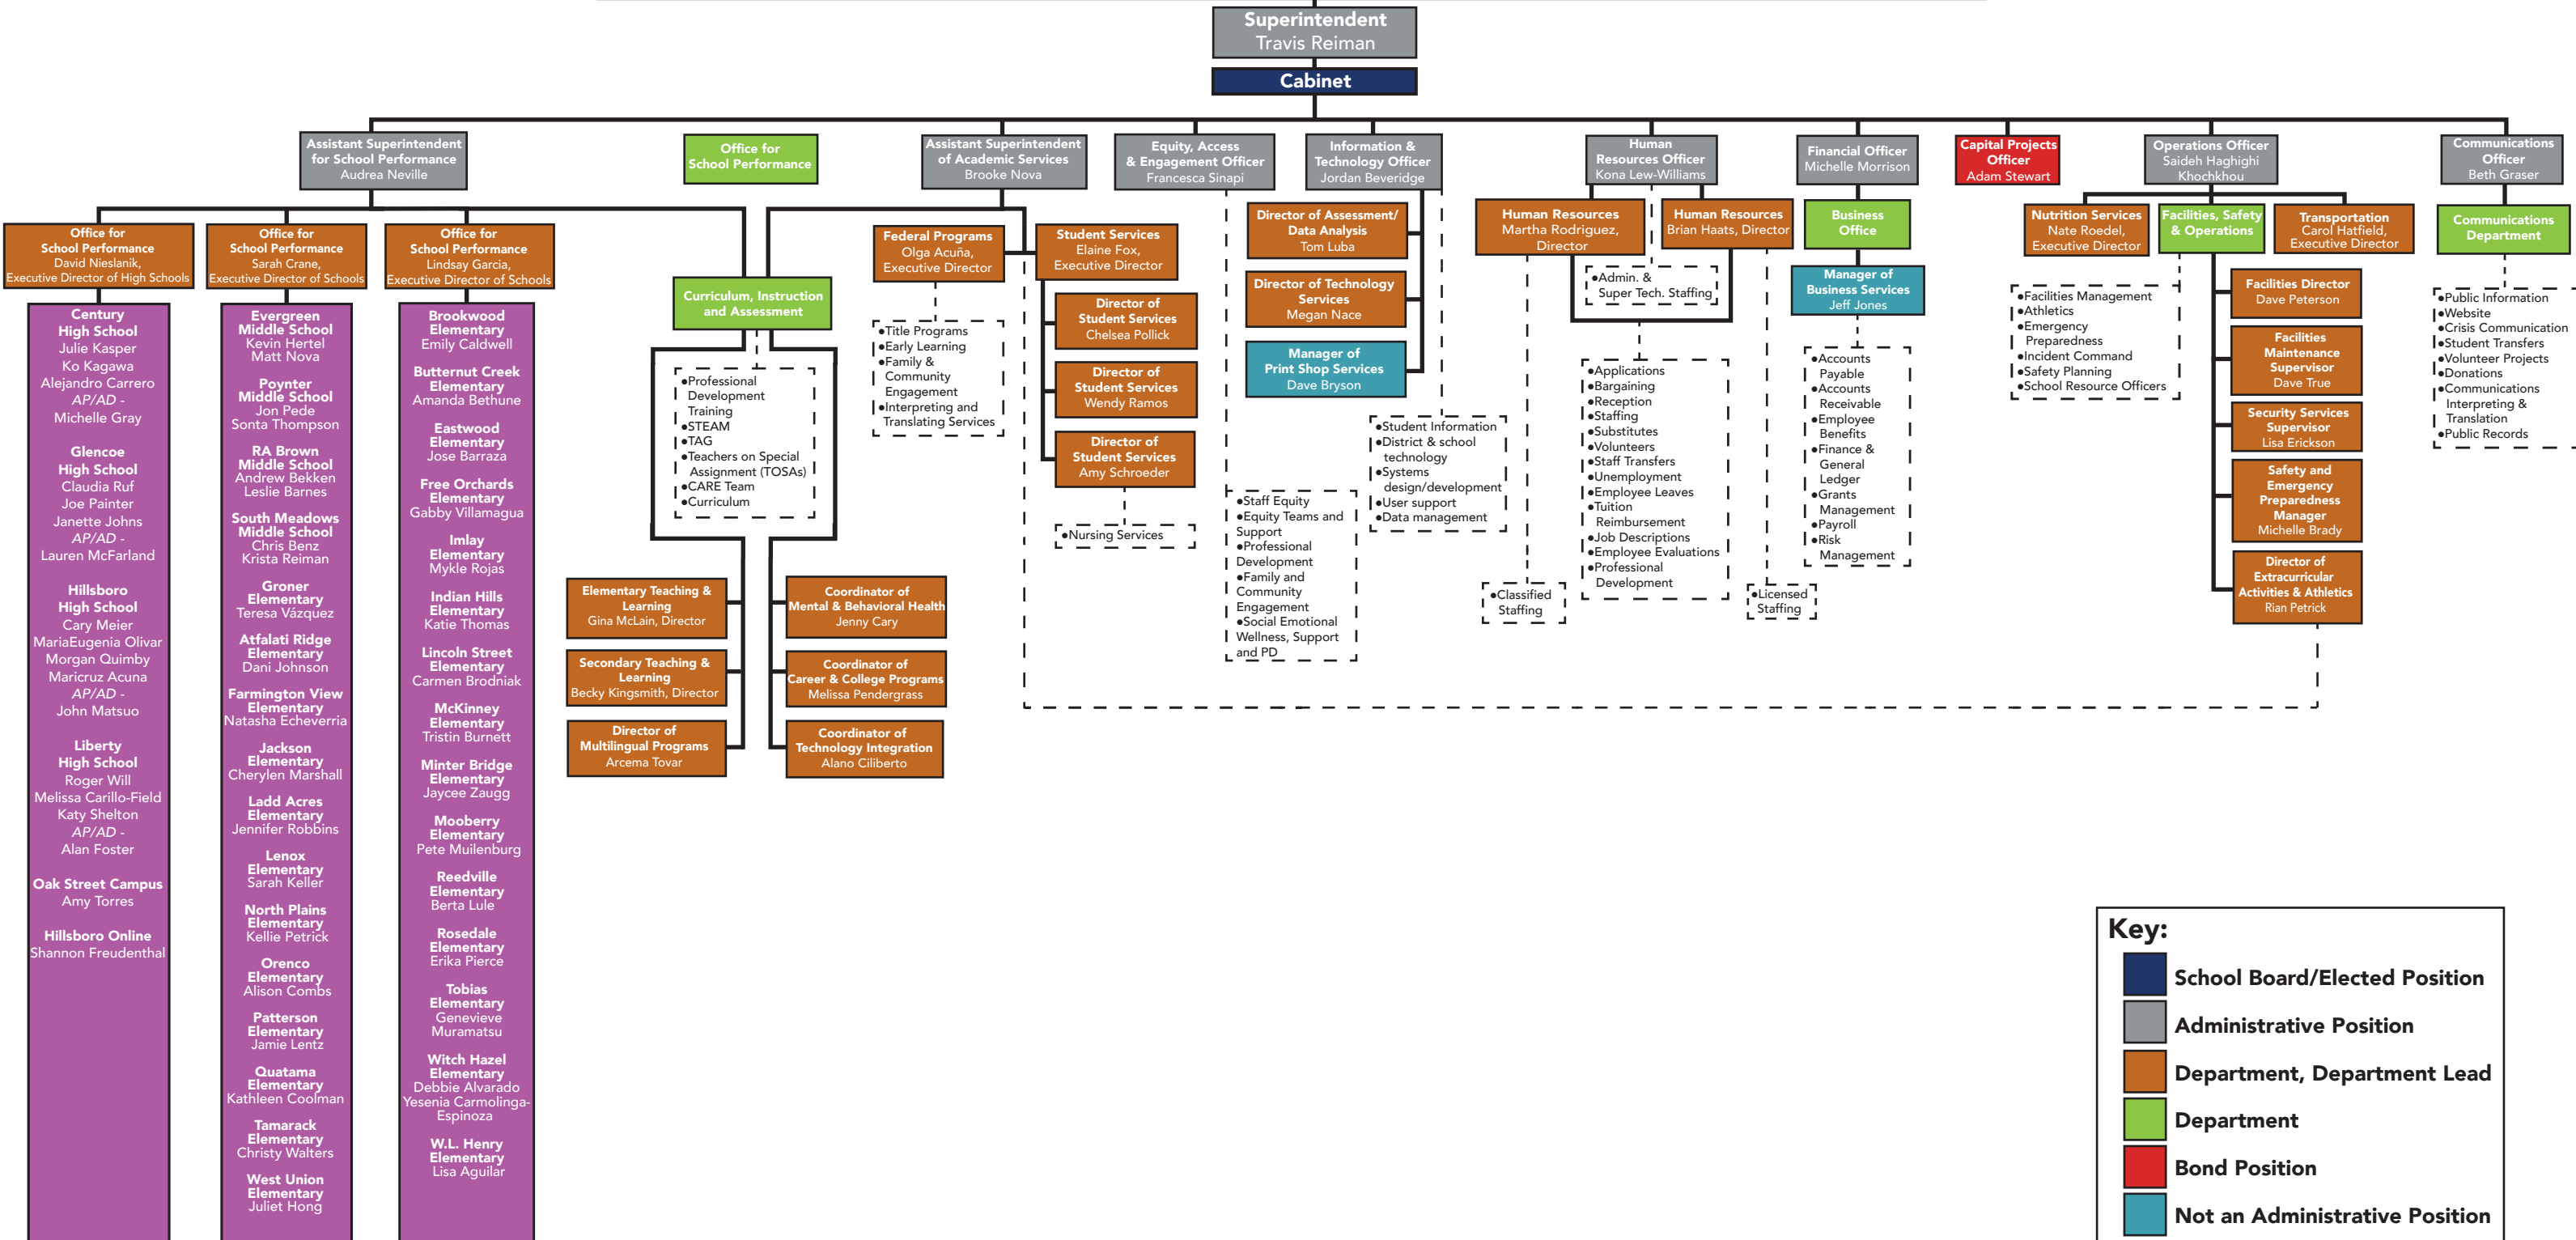 Superintendent
Travis Reiman
Cabinet
Assistant Superintendent
for School Performance
Audrea Neville
Office for
School Performance
Assistant Superintendent
of Academic Services
Brooke Nova
Equity, Access
& Engagement Officer
Francesca Sinapi
Information &
Technology Officer
Jordan Beveridge
Human
Resources Officer
Kona Lew-Williams
Financial Officer
Michelle Morrison
Capital Projects
Officer
Adam Stewart
Operations Officer
Saideh Haghighi
Khochkhou
Communications
Officer
Beth Graser
Office for
School Performance
David Nieslanik,
Executive Director of High Schools
Office for
School Performance
Sarah Crane,
Executive Director of Schools
Office for
School Performance
Lindsay Garcia,
Executive Director of Schools
Century
High School
Julie Kasper
Ko Kagawa
Alejandro Carrero
AP/AD -
Michelle Gray
Glencoe
High School
Claudia Ruf
Joe Painter
Janette Johns
AP/AD -
Lauren McFarland
Hillsboro
High School
Cary Meier
MariaEugenia Olivar
Morgan Quimby
Maricruz Acuna
AP/AD -
John Matsuo
Liberty
High School
Roger Will
Melissa Carillo-Field
Katy Shelton
AP/AD -
Alan Foster
Oak Street Campus
Amy Torres
Hillsboro Online
Shannon Freudenthal
Evergreen
Middle School
Kevin Hertel
Matt Nova
Poynter
Middle School
Jon Pede
Sonta Thompson
RA Brown
Middle School
Andrew Bekken
Leslie Barnes
South Meadows
Middle School
Chris Benz
Krista Reiman
Groner
Elementary
Teresa Vázquez
Atfalati Ridge
Elementary
Dani Johnson
Farmington View
Elementary
Natasha Echeverria
Jackson
Elementary
Cherylen Marshall
Ladd Acres
Elementary
Jennifer Robbins
Lenox
Elementary
Sarah Keller
North Plains
Elementary
Kellie Petrick
Orenco
Elementary
Alison Combs
Patterson
Elementary
Jamie Lentz
Quatama
Elementary
Kathleen Coolman
Tamarack
Elementary
Christy Walters
West Union
Elementary
Juliet Hong
Brookwood
Elementary
Emily Caldwell
Butternut Creek
Elementary
Amanda Bethune
Eastwood
Elementary
Jose Barraza
Free Orchards
Elementary
Gabby Villamagua
Imlay
Elementary
Mykle Rojas
Indian Hills
Elementary
Katie Thomas
Lincoln Street
Elementary
Carmen Brodniak
McKinney
Elementary
Tristin Burnett
Minter Bridge
Elementary
Jaycee Zaugg
Mooberry
Elementary
Pete Muilenburg
Reedville
Elementary
Berta Lule
Rosedale
Elementary
Erika Pierce
Tobias
Elementary
Genevieve
Muramatsu
Witch Hazel
Elementary
Debbie Alvarado
Yesenia Carmolinga-
Espinoza
W.L. Henry
Elementary
Lisa Aguilar
Curriculum, Instruction
and Assessment
●Professional
Development
Training
●STEAM
●TAG
●Teachers on Special
Assignment (TOSAs)
●CARE Team
●Curriculum
Elementary Teaching &
Learning
Gina McLain, Director
Secondary Teaching &
Learning
Becky Kingsmith, Director
Director of
Multilingual Programs
Arcema Tovar
Coordinator of
Mental & Behavioral Health
Jenny Cary
Coordinator of
Career & College Programs
Melissa Pendergrass
Coordinator of
Technology Integration
Alano Ciliberto
Federal Programs
Olga Acuña,
Executive Director
●Title Programs
●Early Learning
●Family &
Community
Engagement
●Interpreting and
Translating Services
Student Services
Elaine Fox,
Executive Director
Director of
Student Services
Chelsea Pollick
Director of
Student Services
Wendy Ramos
Director of
Student Services
Amy Schroeder
●Nursing Services
●Staff Equity
●Equity Teams and
Support
●Professional
Development
●Family and
Community
Engagement
●Social Emotional
Wellness, Support
and PD
Director of Assessment/
Data Analysis
Tom Luba
Director of Technology
Services
Megan Nace
Manager of
Print Shop Services
Dave Bryson
●Student Information
●District & school
technology
●Systems
design/development
●User support
●Data management
Human Resources
Martha Rodriguez,
Director
Human Resources
Brian Haats, Director
●Admin. &
Super Tech. Staffing
●Applications
●Bargaining
●Reception
●Staffing
●Substitutes
●Volunteers
●Staff Transfers
●Unemployment
●Employee Leaves
●Tuition
Reimbursement
●Job Descriptions
●Employee Evaluations
●Professional
Development
●Classified
Staffing
●Licensed
Staffing
Business
Office
Manager of
Business Services
Jeff Jones
●Accounts
Payable
●Accounts
Receivable
●Employee
Benefits
●Finance &
General
Ledger
●Grants
Management
●Payroll
●Risk
Management
Nutrition Services
Nate Roedel,
Executive Director
Facilities, Safety
& Operations
Transportation
Carol Hatfield,
Executive Director
●Facilities Management
●Athletics
●Emergency
Preparedness
●Incident Command
●Safety Planning
●School Resource Officers
Facilities Director
Dave Peterson
Facilities
Maintenance
Supervisor
Dave True
Security Services
Supervisor
Lisa Erickson
Safety and
Emergency
Preparedness
Manager
Michelle Brady
Director of
Extracurricular
Activities & Athletics
Rian Petrick
Communications
Department
●Public Information
●Website
●Crisis Communication
●Student Transfers
●Volunteer Projects
●Donations
●Communications
Interpreting &
Translation
●Public Records
Key:
School Board/Elected Position
Administrative Position
Department, Department Lead
Department
Bond Position
Not an Administrative Position